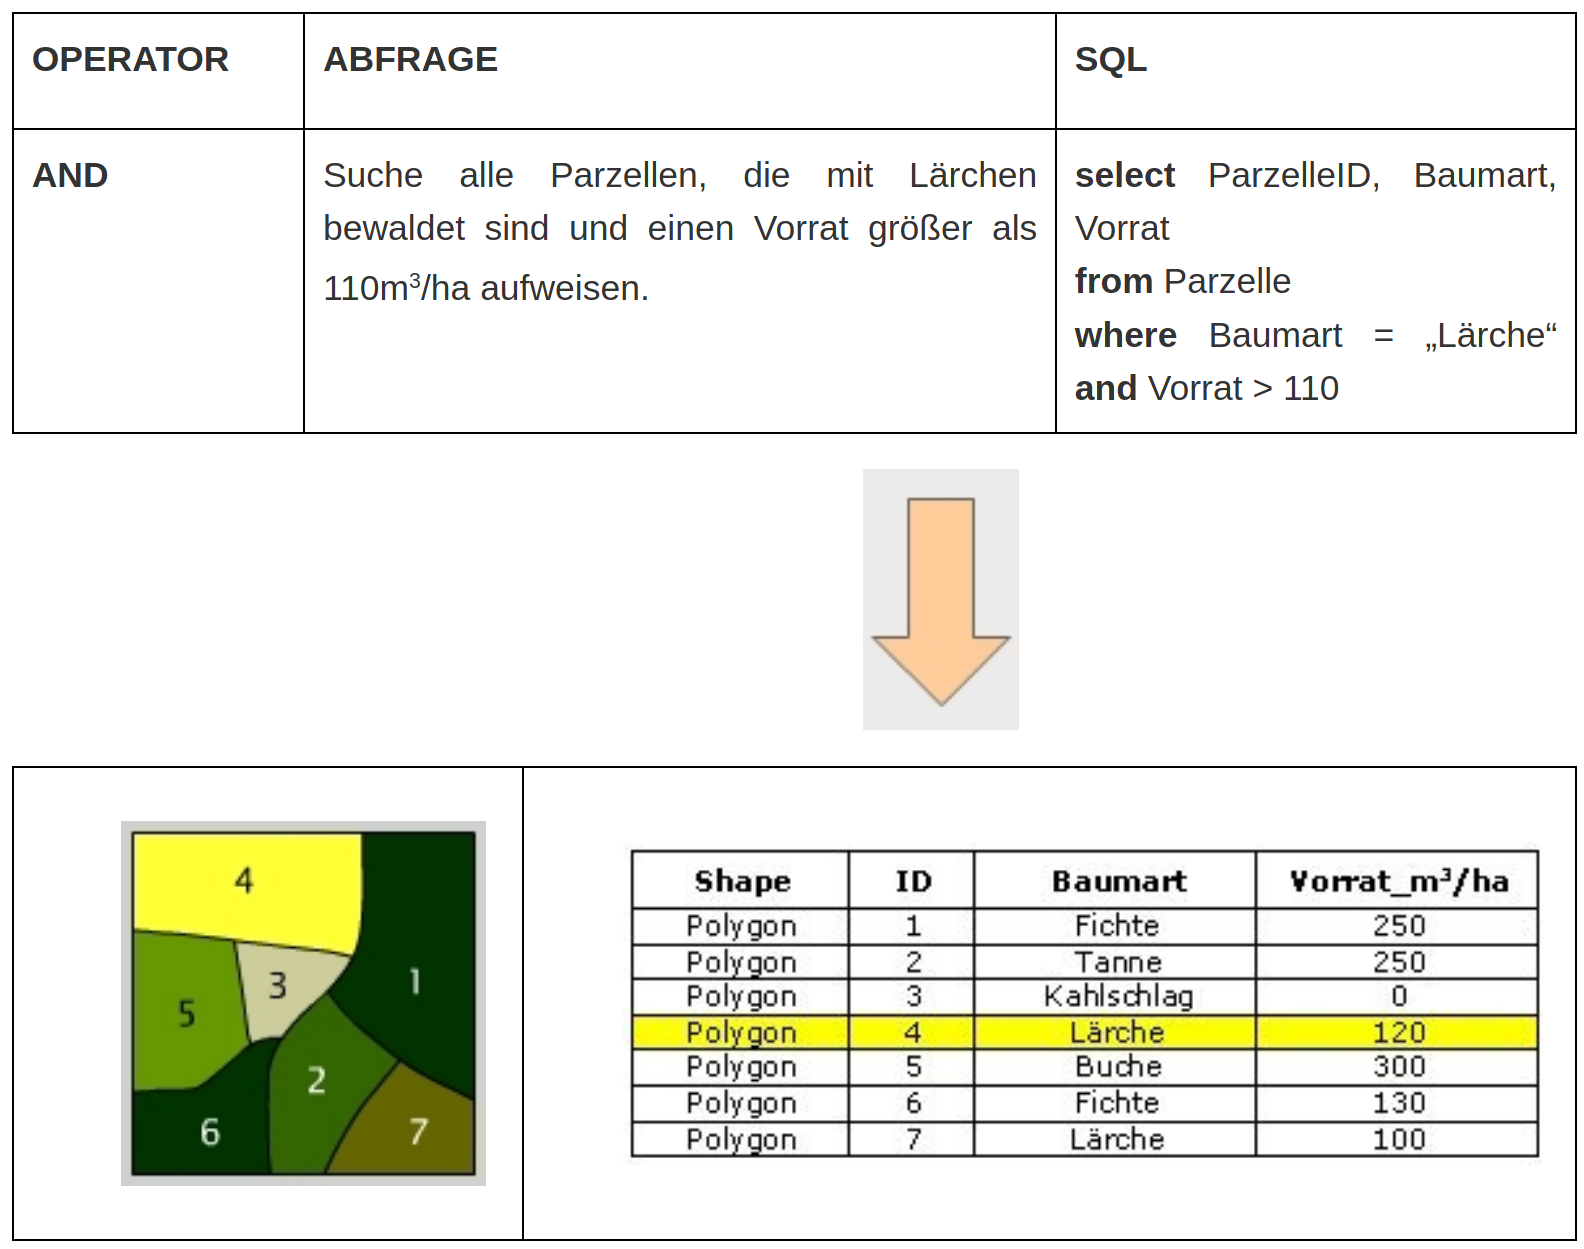 OPERATOR ABFRAGE SQL
AND
Suche alle Parzellen, die mit Lärchen
bewaldet sind und einen Vorrat größer als
110m³/ha aufweisen.
select ParzelleID, Baumart,
Vorrat
from Parzelle
where Baumart = „Lärche“
and Vorrat > 110
4
3
1
5
2
6
7
Shape ID Baumart Vorrat_m³/ha
Polygon 1 Fichte 250
Polygon 2 Tanne 250
Polygon 3 Kahlschlag 0
Polygon 4 Lärche 120
Polygon 5 Buche 300
Polygon 6 Fichte 130
Polygon 7 Lärche 100